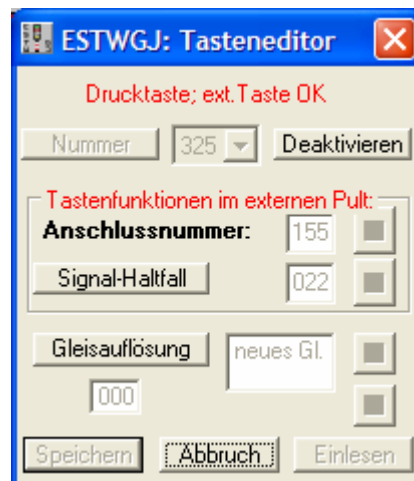 ESTWGJ: Tasteneditor
Drucktaste; ext.Taste OK
Nummer 325 Deaktivieren
Tastenfunktionen im externen Pult:
Anschlussnummer: 155
Signal-Haltfall 022
Gleisauflösung neues Gl.
000
Speichern Abbruch Einlesen